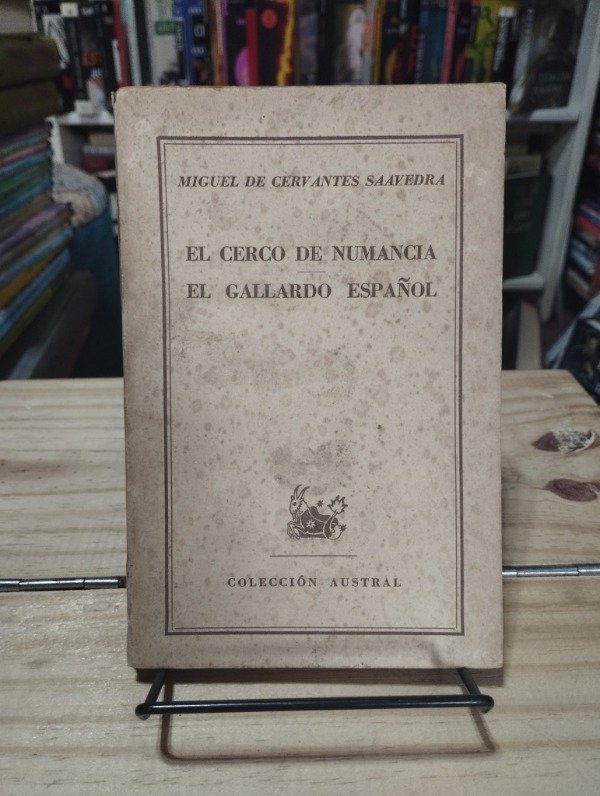 MIGUEL DE CERVANTES SAAVEDRA
EL CERCO DE NUMANCIA
EL GALLARDO ESPAÑOL
COLECCIÓN AUSTRAL